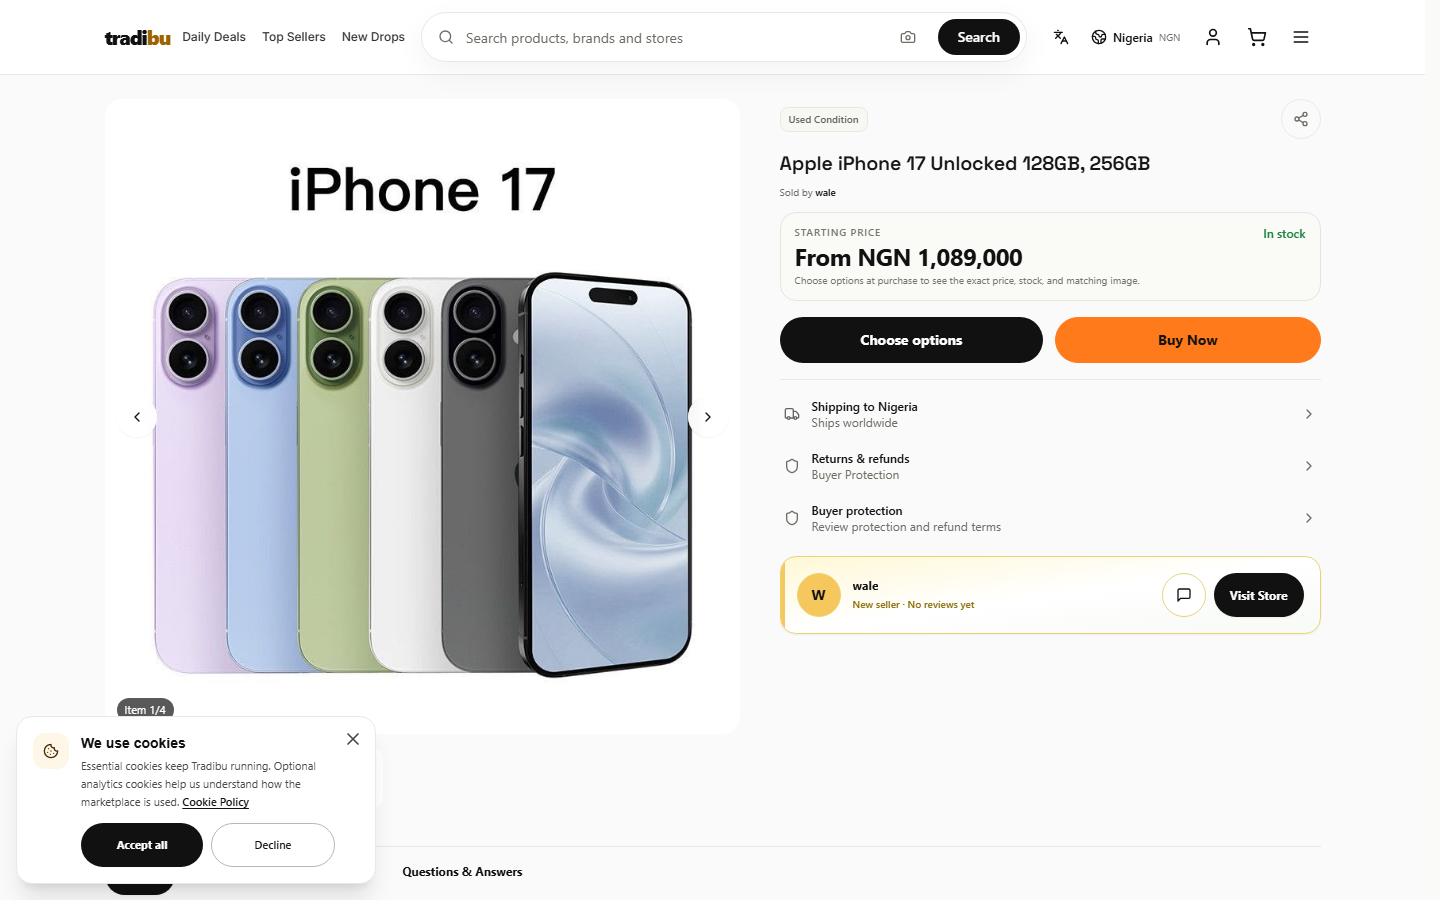 tradibu
Daily Deals
Top Sellers
New Drops
Search products, brands and stores
Search
Nigeria NGN
iPhone 17
Item 1/4
Used Condition
Apple iPhone 17 Unlocked 128GB, 256GB
Sold by wale
STARTING PRICE
In stock
From NGN 1,089,000
Choose options at purchase to see the exact price, stock, and matching image.
Choose options
Buy Now
Shipping to Nigeria
Ships worldwide
Returns & refunds
Buyer Protection
Buyer protection
Review protection and refund terms
W
wale
New seller · No reviews yet
Visit Store
We use cookies
Essential cookies keep Tradibu running. Optional
analytics cookies help us understand how the
marketplace is used. Cookie Policy
Accept all
Decline
Questions & Answers